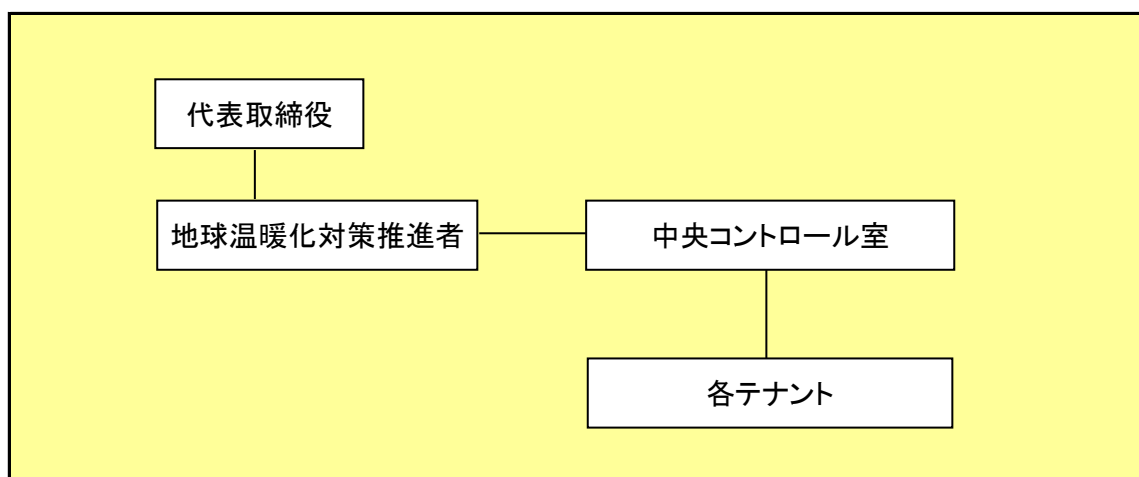 代表取締役
地球温暖化対策推進者
中央コントロール室
各テナント